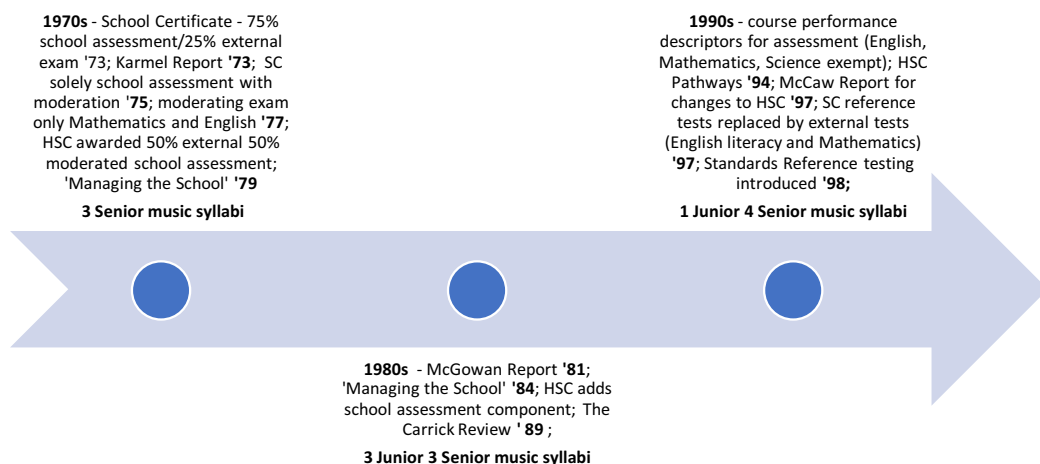 1970s - School Certificate - 75%
school assessment/25% external
exam '73; Karmel Report '73; SC
solely school assessment with
moderation '75; moderating exam
only Mathematics and English '77;
HSC awarded 50% external 50%
moderated school assessment;
'Managing the School' '79
3 Senior music syllabi
1980s - McGowan Report '81;
'Managing the School' '84; HSC adds
school assessment component; The
Carrick Review ' 89 ;
3 Junior 3 Senior music syllabi
1990s - course performance
descriptors for assessment (English,
Mathematics, Science exempt); HSC
Pathways '94; McCaw Report for
changes to HSC '97; SC reference
tests replaced by external tests
(English literacy and Mathematics)
'97; Standards Reference testing
introduced '98;
1 Junior 4 Senior music syllabi